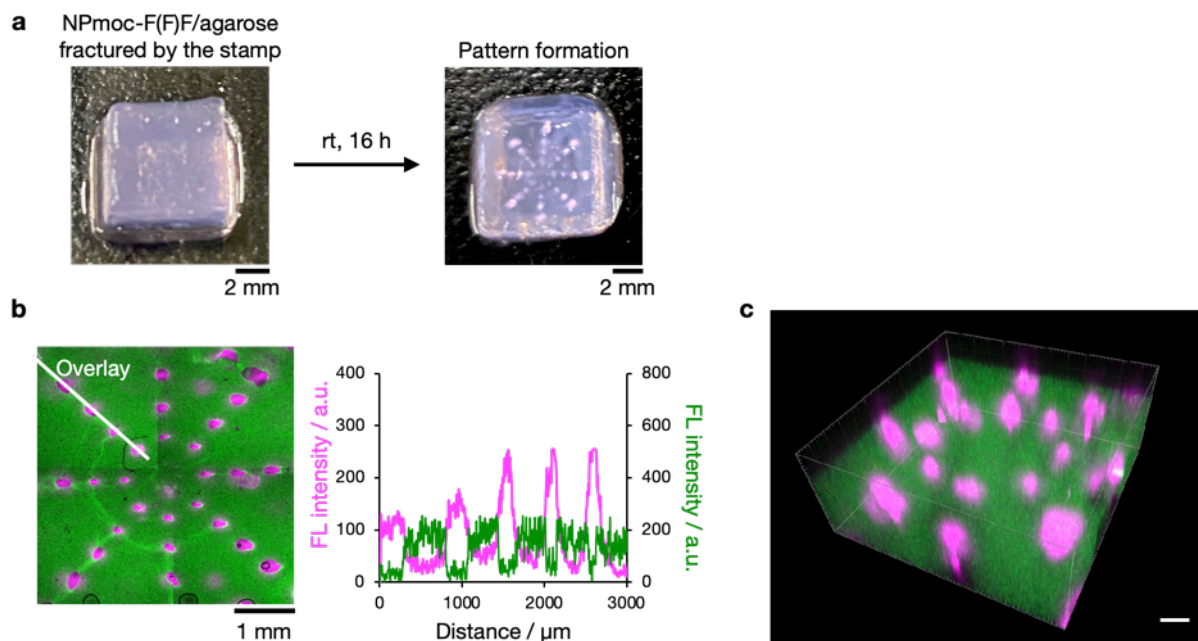 a
NPmoc-F(F)F/agarose
fractured by the stamp
Pattern formation
rt, 16 h
2 mm
2 mm
b
Overlay
1 mm
FL intensity / a.u.
400
300
200
100
0
800
600
400
200
0
FL intensity / a.u.
0
1000
2000
3000
Distance / µm
c